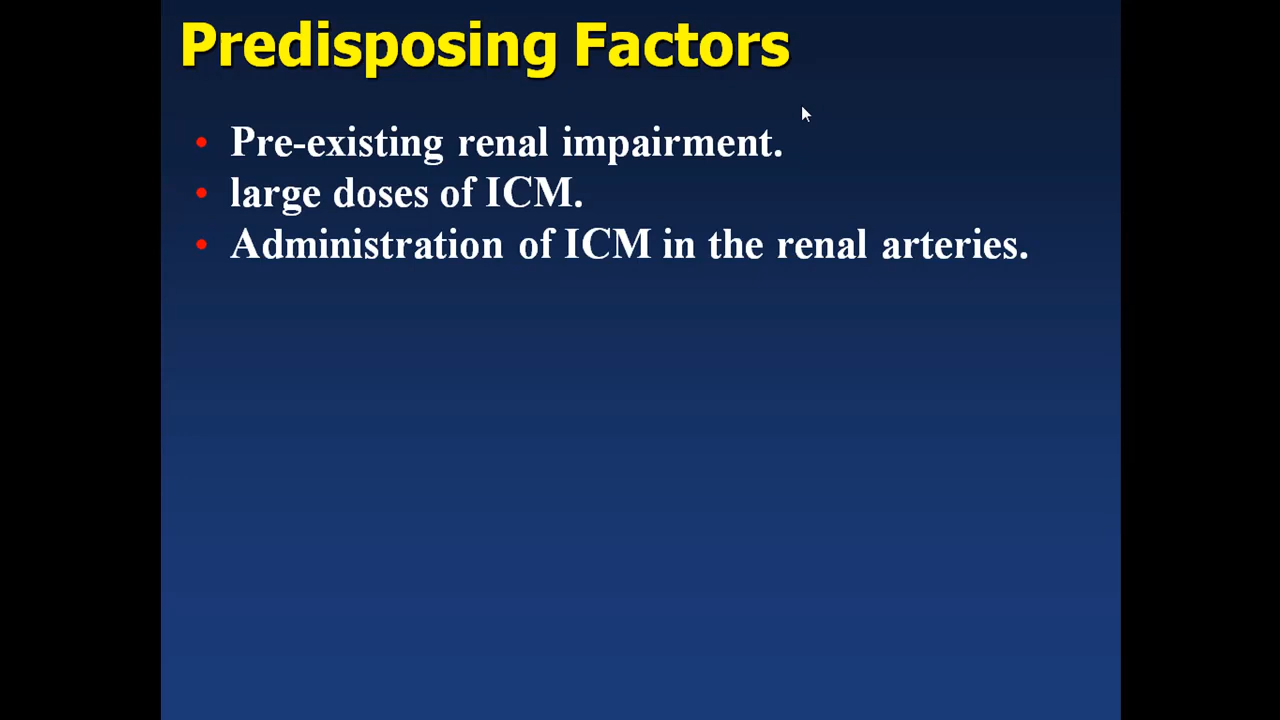 Predisposing Factors
• Pre-existing renal impairment.
• large doses of ICM.
• Administration of ICM in the renal arteries.